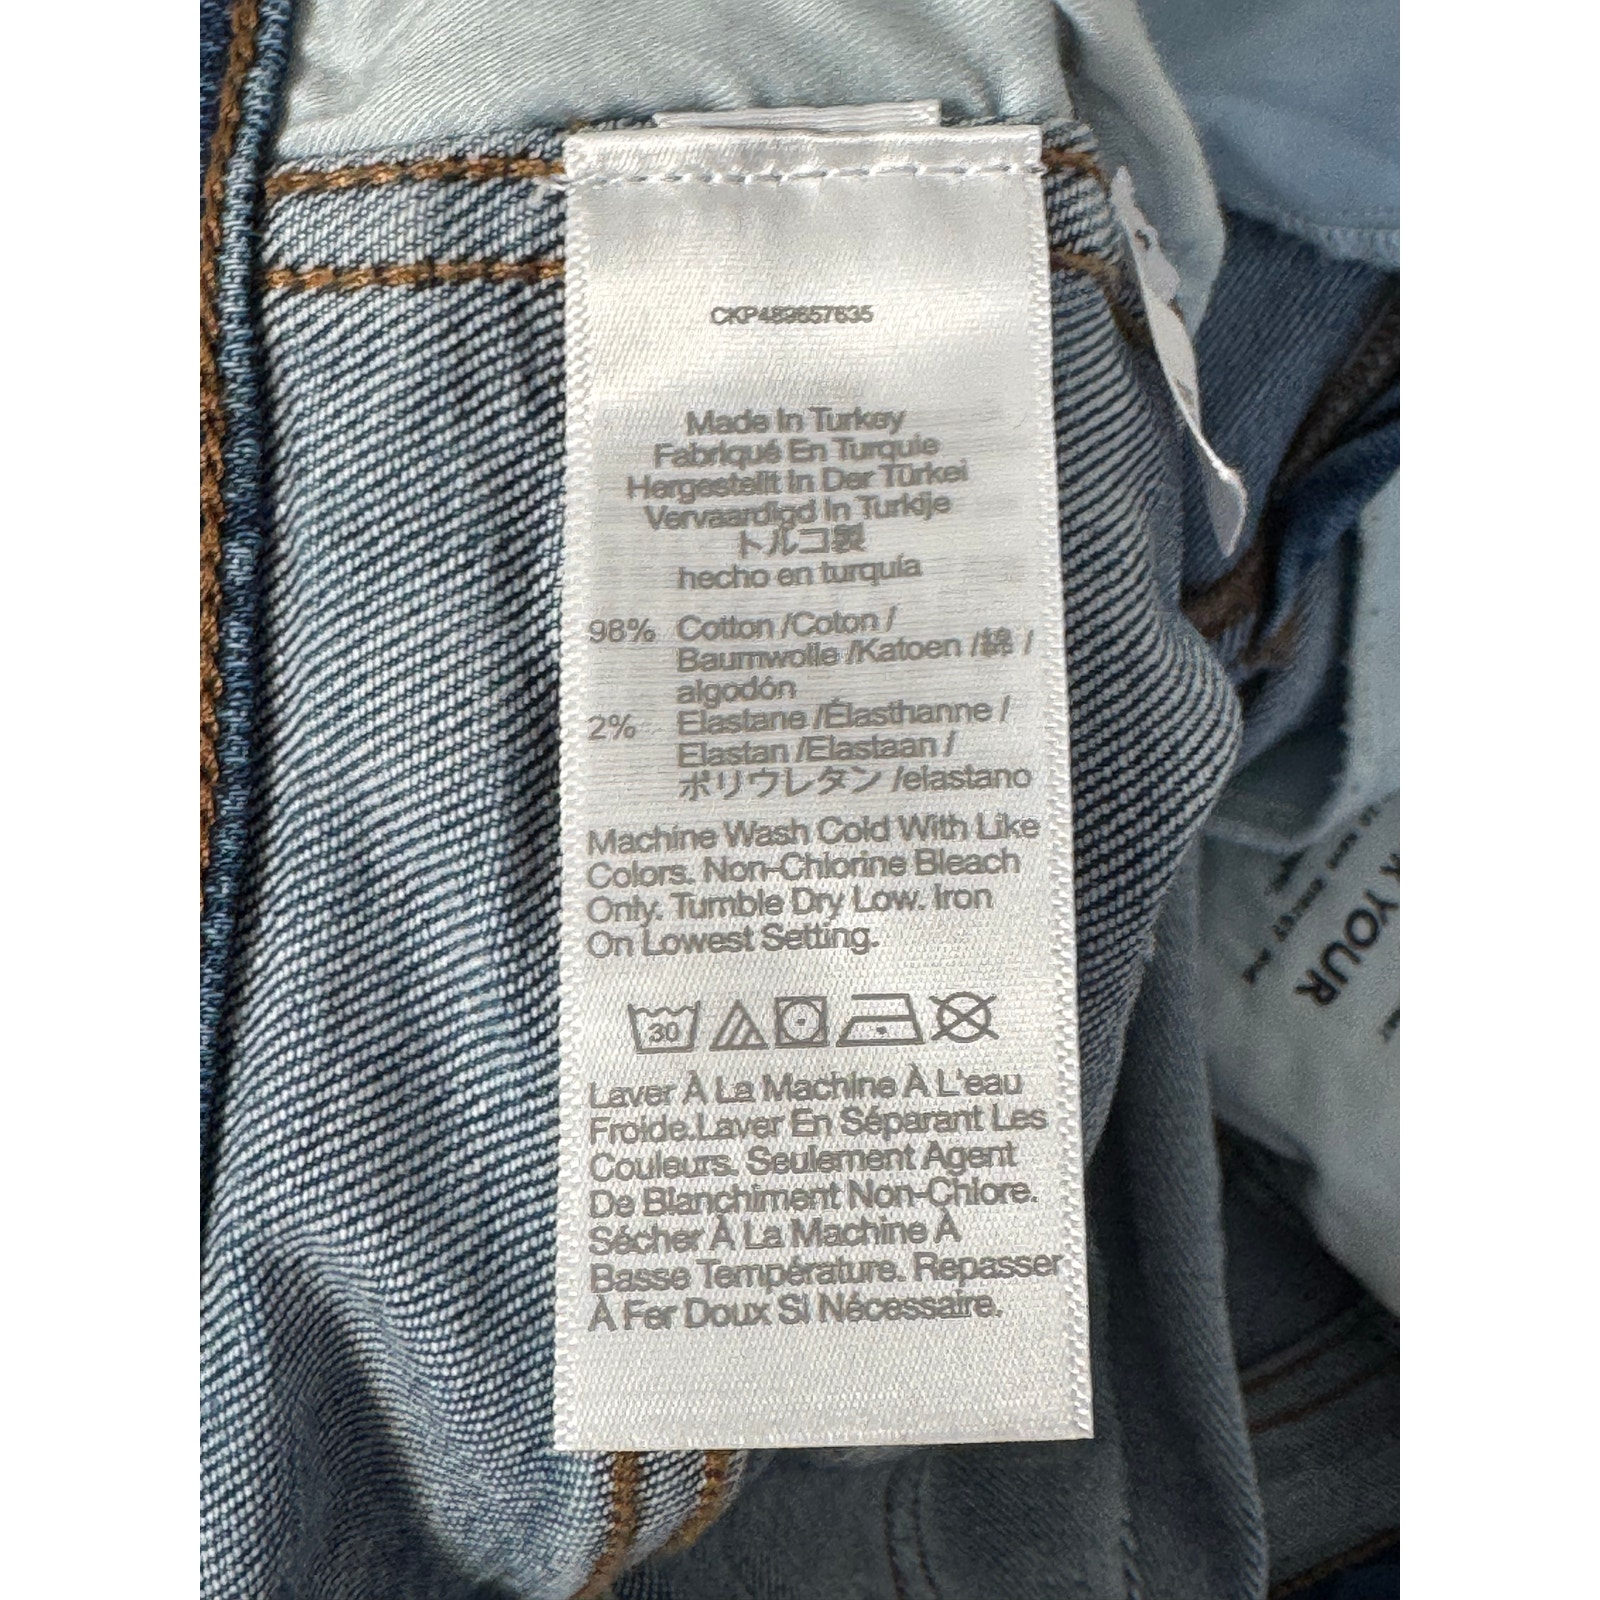 CKP489657635
Made In Turkey
Fabriqué En Turquie
Hergestellt In Der Türkei
Vervaardigd In Turkije
トルコ製
hecho en turquía
98% Cotton /Coton /
Baumwolle /Katoen /綿 /
algodón
2% Elastane /Élasthanne /
Elastan /Elastaan /
ポリウレタン /elastano
Machine Wash Cold With Like
Colors. Non-Chlorine Bleach
Only. Tumble Dry Low. Iron
On Lowest Setting.
30
Laver À La Machine À L'eau
Froide.Laver En Séparant Les
Couleurs. Seulement Agent
De Blanchiment Non-Chlore.
Sécher À La Machine À
Basse Température. Repasser
À Fer Doux Si Nécessaire.
YOUR